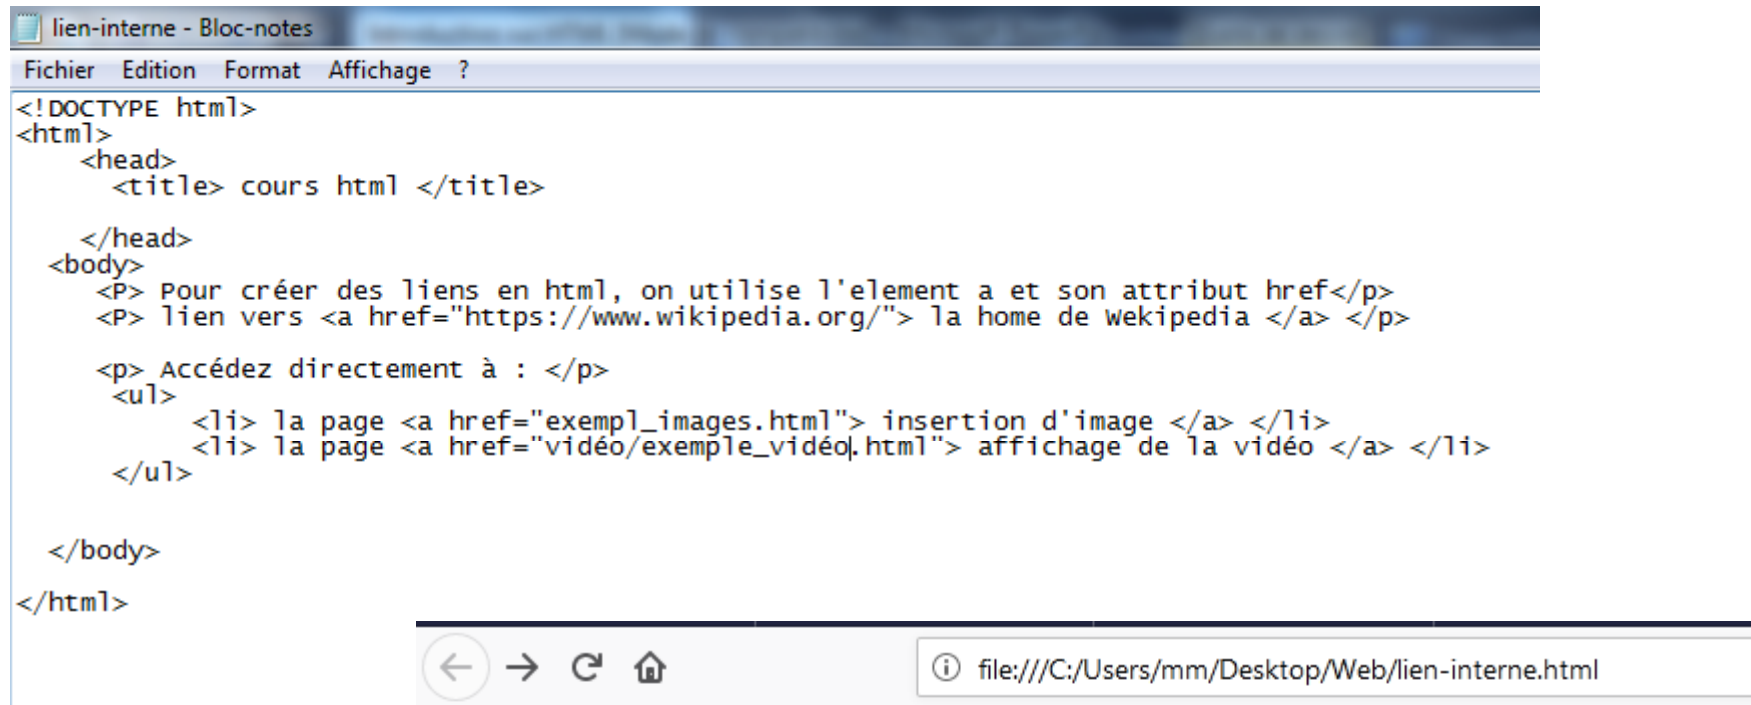 lien-interne - Bloc-notes
Fichier Edition Format Affichage ?
<!DOCTYPE html>
<html>
<head>
<title> cours html </title>
</head>
<body>
<P> Pour créer des liens en html, on utilise l'element a et son attribut href</p>
<P> lien vers <a href="https://www.wikipedia.org/"> la home de Wekipedia </a> </p>
<p> Accédez directement à : </p>
<ul>
<li> la page <a href="exempl_images.html"> insertion d'image </a> </li>
<li> la page <a href="vidéo/exemple_vidéo.html"> affichage de la vidéo </a> </li>
</ul>
</body>
</html>
file:///C:/Users/mm/Desktop/Web/lien-interne.html